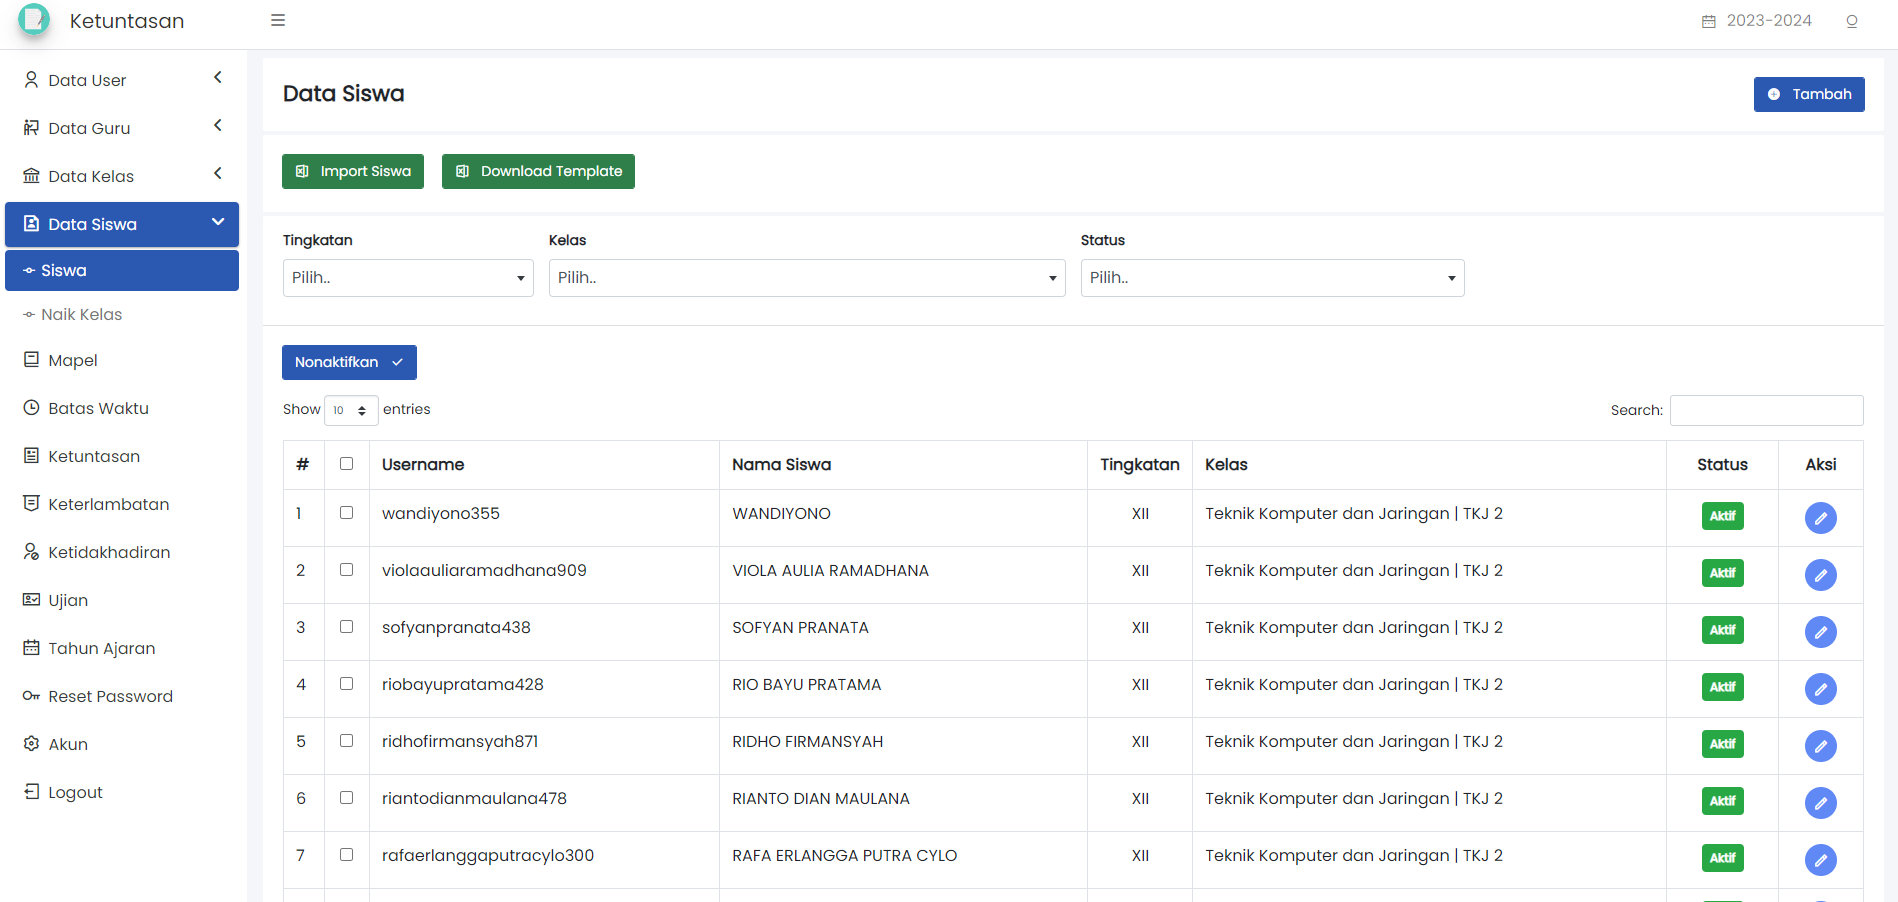 Ketuntasan
2023-2024
Data User
Data Guru
Data Kelas
Data Siswa
Siswa
Naik Kelas
Mapel
Batas Waktu
Ketuntasan
Keterlambatan
Ketidakhadiran
Ujian
Tahun Ajaran
Reset Password
Akun
Logout
Data Siswa
Tambah
Import Siswa
Download Template
Tingkatan
Kelas
Status
Pilih..
Pilih..
Pilih..
Nonaktifkan
Show 10 entries
Search:
# Username Nama Siswa Tingkatan Kelas Status Aksi
1 wandiyono355 WANDIYONO XII Teknik Komputer dan Jaringan | TKJ 2 Aktif
2 violaauliaramadhana909 VIOLA AULIA RAMADHANA XII Teknik Komputer dan Jaringan | TKJ 2 Aktif
3 sofyanpranata438 SOFYAN PRANATA XII Teknik Komputer dan Jaringan | TKJ 2 Aktif
4 riobayupratama428 RIO BAYU PRATAMA XII Teknik Komputer dan Jaringan | TKJ 2 Aktif
5 ridhofirmansyah871 RIDHO FIRMANSYAH XII Teknik Komputer dan Jaringan | TKJ 2 Aktif
6 riantodianmaulana478 RIANTO DIAN MAULANA XII Teknik Komputer dan Jaringan | TKJ 2 Aktif
7 rafaerlanggaputracylo300 RAFA ERLANGGA PUTRA CYLO XII Teknik Komputer dan Jaringan | TKJ 2 Aktif